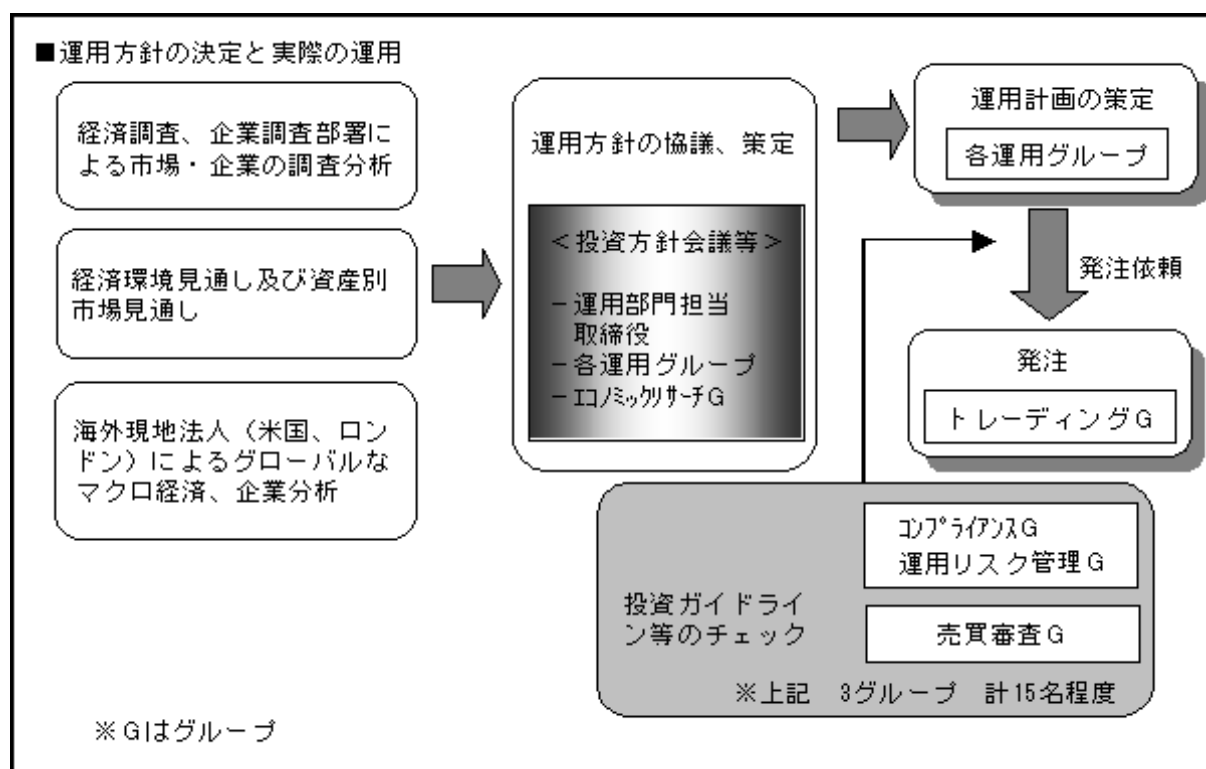 ■運用方針の決定と実際の運用
経済調査、企業調査部署に
よる市場・企業の調査分析
経済環境見通し及び資産別
市場見通し
海外現地法人（米国、ロン
ドン）によるグローバルな
マクロ経済、企業分析
運用方針の協議、策定
＜投資方針会議等＞
－運用部門担当
取締役
－各運用グループ
－ｴｺﾉﾐｯｸﾘｻｰﾁＧ
運用計画の策定
各運用グループ
発注依頼
発注
トレーディングＧ
投資ガイドライ
ン等のチェック
ｺﾝﾌﾟﾗｲｱﾝｽＧ
運用リスク管理Ｇ
売買審査Ｇ
※上記　3グループ　計15名程度
※Ｇはグループ